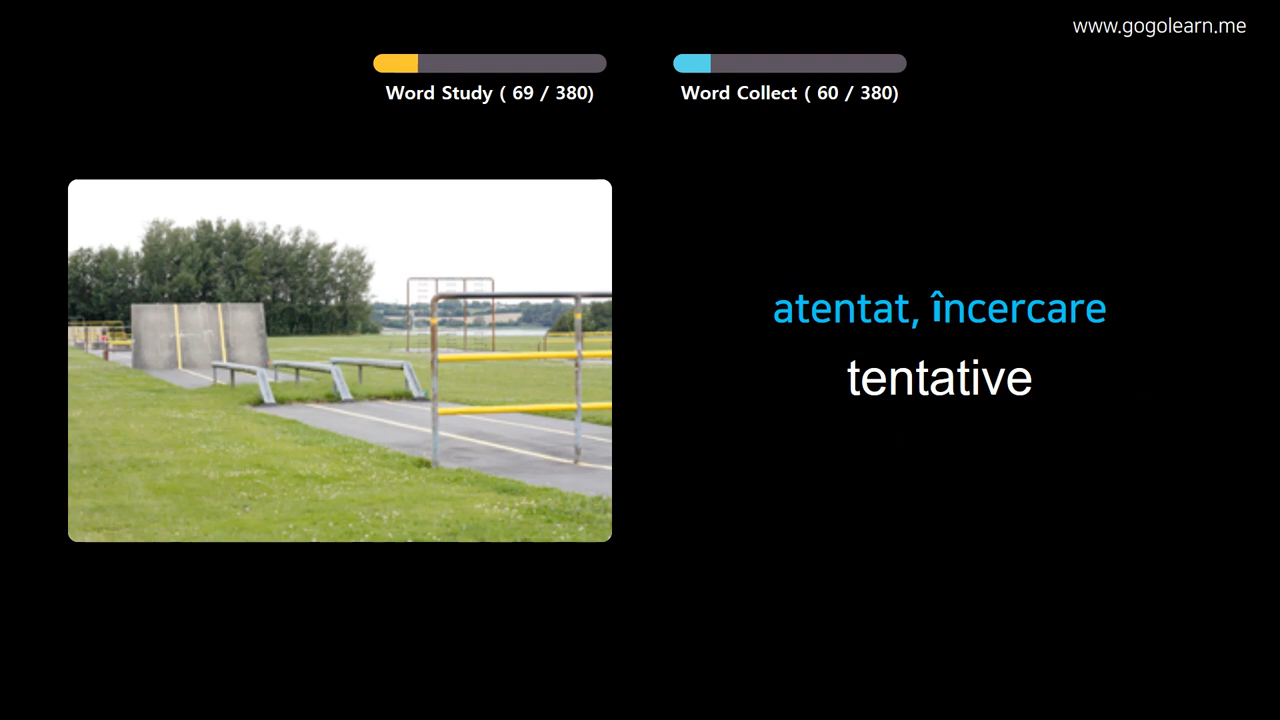 www.gogolearn.me
Word Study ( 69 / 380)
Word Collect ( 60 / 380)
atentat, încercare
tentative